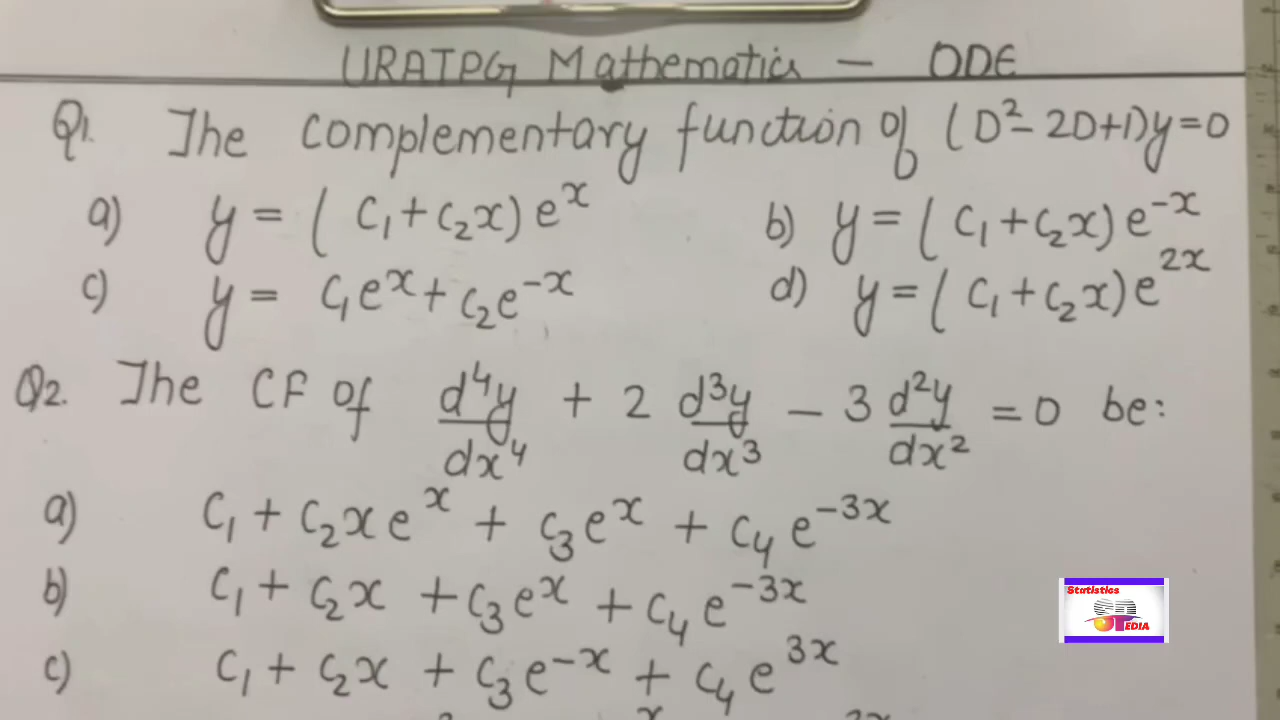 URATPG Mathematics — ODE
Q1. The complementary function of (D²- 2D+1)y=0
a) y = ( c₁ + c₂x) eˣ b) y = ( c₁ + c₂x) e⁻ˣ
c) y = c₁eˣ + c₂e⁻ˣ d) y = ( c₁ + c₂x) e²ˣ
Q2. The CF of d⁴y/dx⁴ + 2 d³y/dx³ - 3 d²y/dx² = 0 be:
a) c₁ + c₂xeˣ + c₃eˣ + c₄e⁻³ˣ
b) c₁ + c₂x + c₃eˣ + c₄e⁻³ˣ
c) c₁ + c₂x + c₃e⁻ˣ + c₄e³ˣ
Statistics
PEDIA